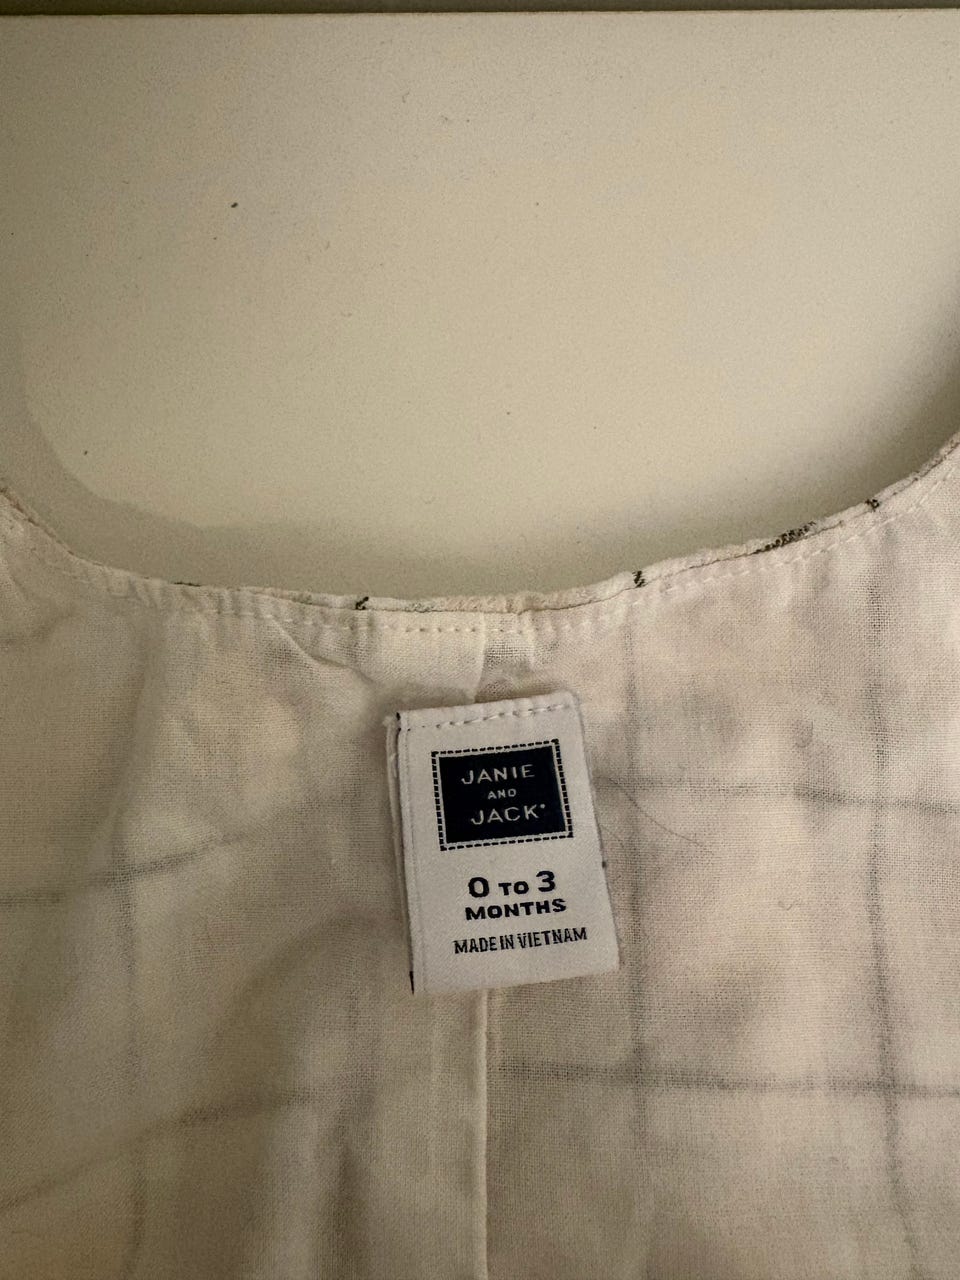 JANIE
AND
JACK
0 TO 3
MONTHS
MADE IN VIETNAM